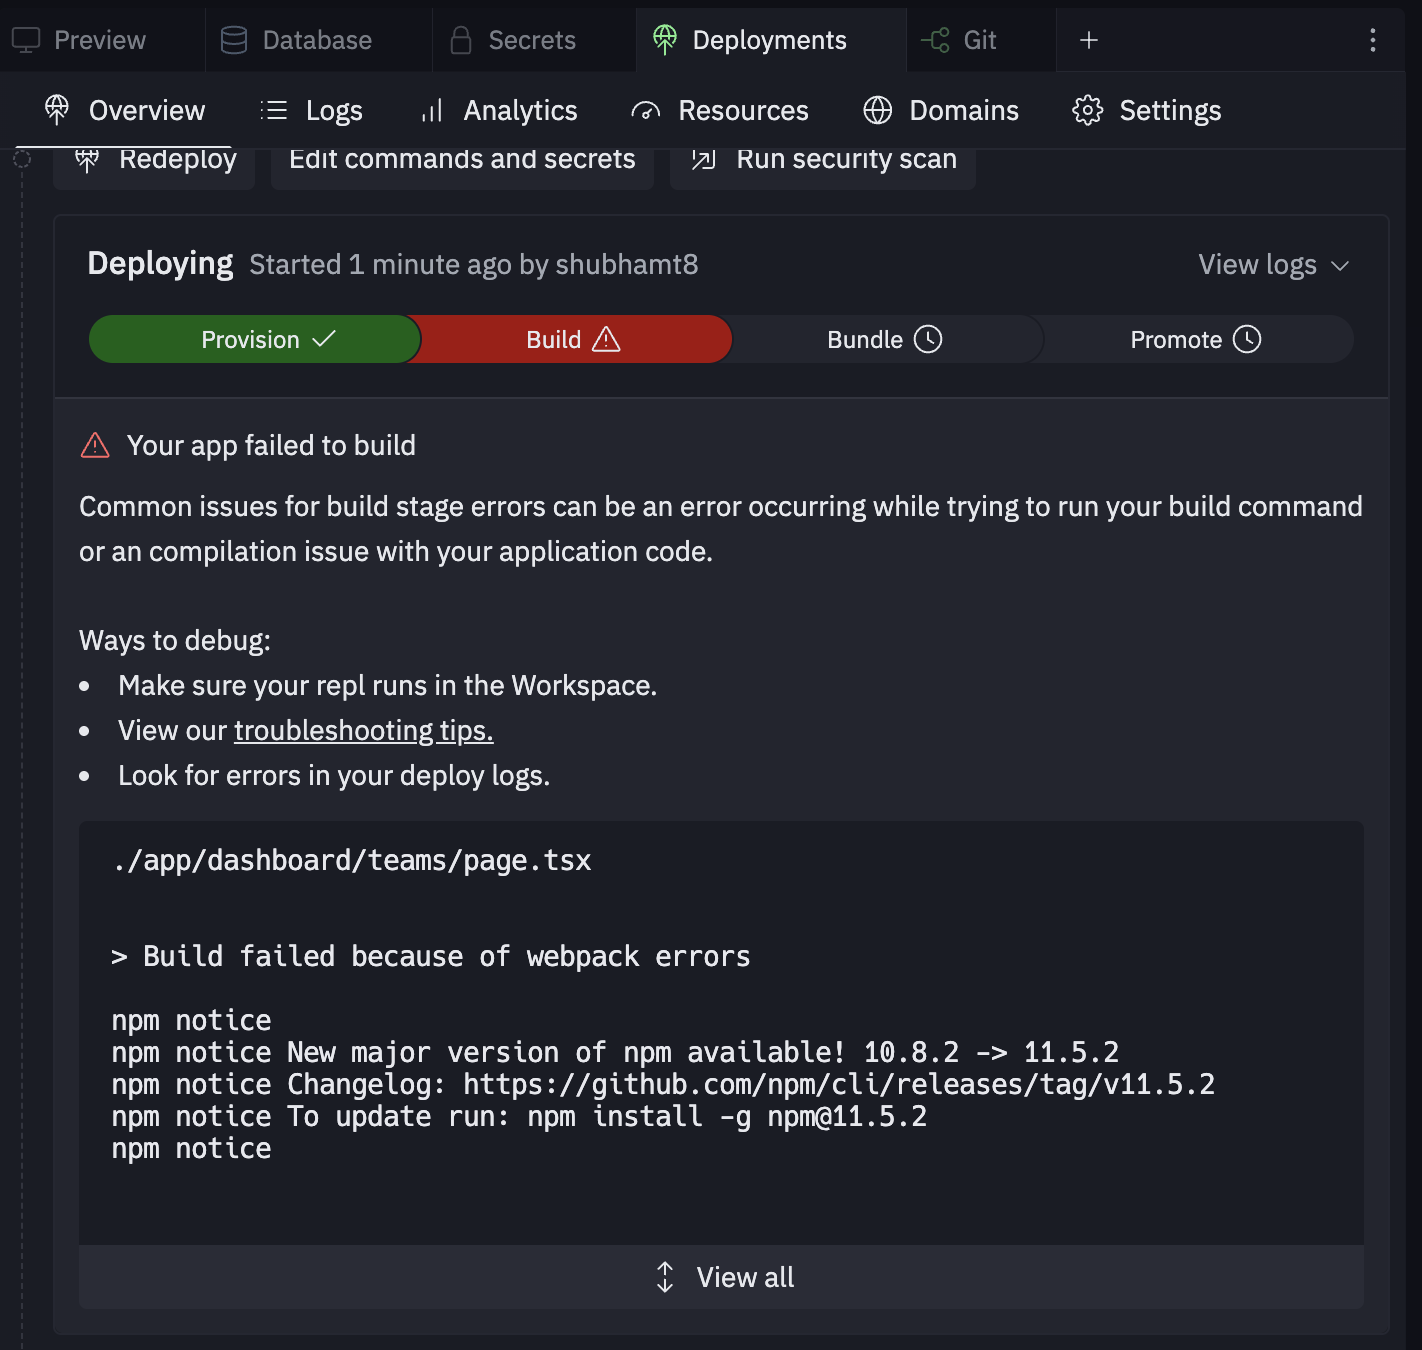 Preview Database Secrets Deployments Git
Overview Logs Analytics Resources Domains Settings
Redeploy Edit commands and secrets Run security scan
Deploying Started 1 minute ago by shubhamt8 View logs
Provision Build Bundle Promote
Your app failed to build
Common issues for build stage errors can be an error occurring while trying to run your build command
or an compilation issue with your application code.
Ways to debug:
• Make sure your repl runs in the Workspace.
• View our troubleshooting tips.
• Look for errors in your deploy logs.
./app/dashboard/teams/page.tsx
> Build failed because of webpack errors
npm notice
npm notice New major version of npm available! 10.8.2 -> 11.5.2
npm notice Changelog: https://github.com/npm/cli/releases/tag/v11.5.2
npm notice To update run: npm install -g npm@11.5.2
npm notice
View all